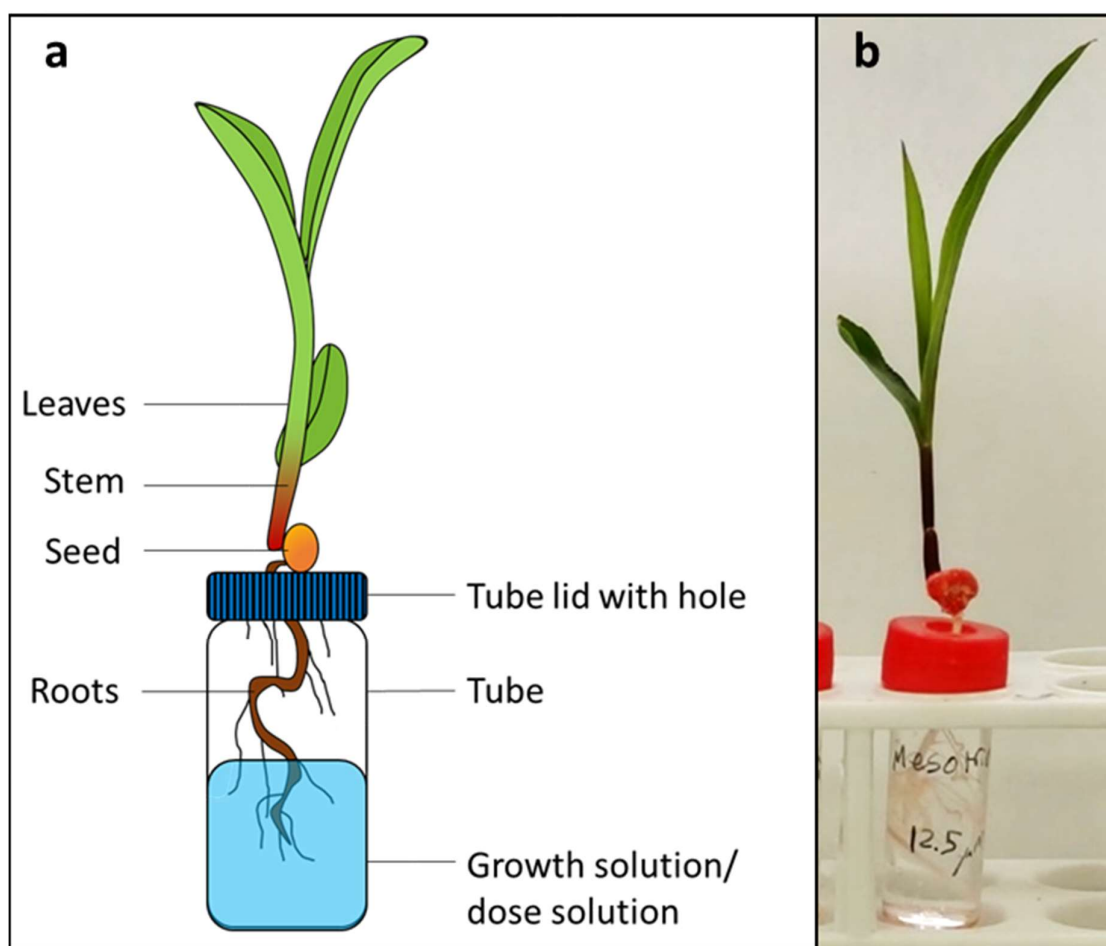 a
b
Leaves
Stem
Seed
Tube lid with hole
Roots
Tube
Growth solution/
dose solution
12.5